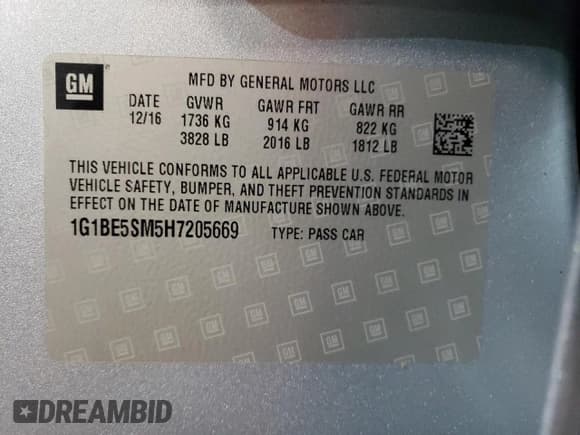 GM
®
MFD BY GENERAL MOTORS LLC
DATE GVWR GAWR FRT GAWR RR
12/16 1736 KG 914 KG 822 KG
3828 LB 2016 LB 1812 LB
THIS VEHICLE CONFORMS TO ALL APPLICABLE U.S. FEDERAL MOTOR
VEHICLE SAFETY, BUMPER, AND THEFT PREVENTION STANDARDS IN
EFFECT ON THE DATE OF MANUFACTURE SHOWN ABOVE.
1G1BE5SM5H7205669 TYPE: PASS CAR
DREAMBID